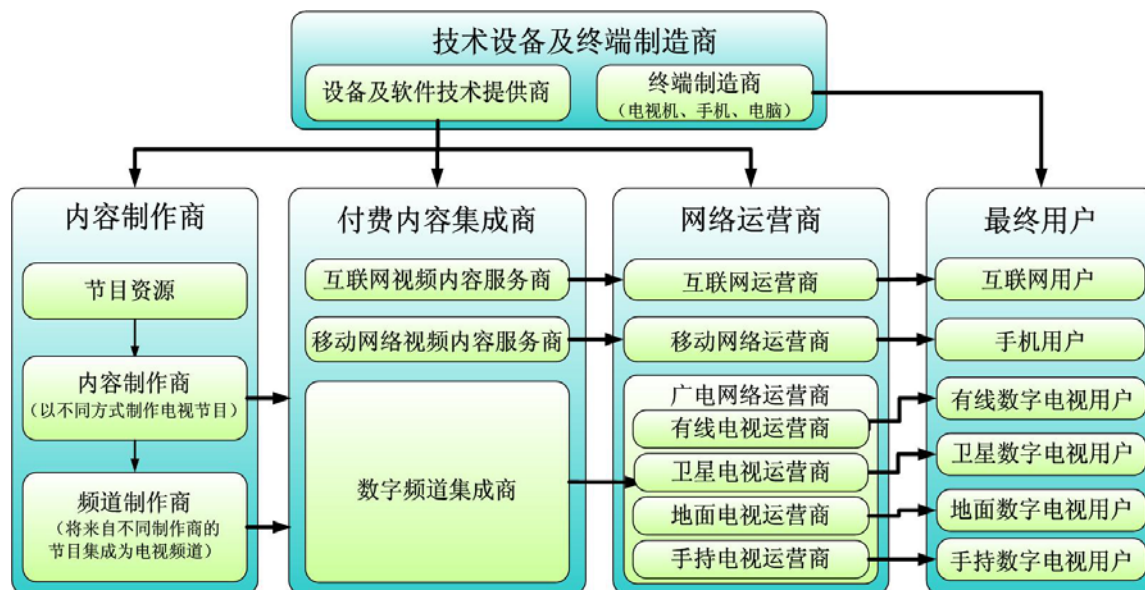 技术设备及终端制造商
设备及软件技术提供商
终端制造商
（电视机、手机、电脑）
内容制作商
节目资源
内容制作商
（以不同方式制作电视节目）
频道制作商
（将来自不同制作商的
节目集成为电视频道）
付费内容集成商
互联网视频内容服务商
移动网络视频内容服务商
数字频道集成商
网络运营商
互联网运营商
移动网络运营商
广电网络运营商
有线电视运营商
卫星电视运营商
地面电视运营商
手持电视运营商
最终用户
互联网用户
手机用户
有线数字电视用户
卫星数字电视用户
地面数字电视用户
手持数字电视用户